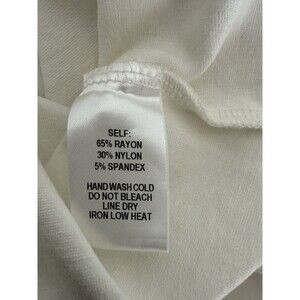 SELF:
65% RAYON
30% NYLON
5% SPANDEX
HAND WASH COLD
DO NOT BLEACH
LINE DRY
IRON LOW HEAT